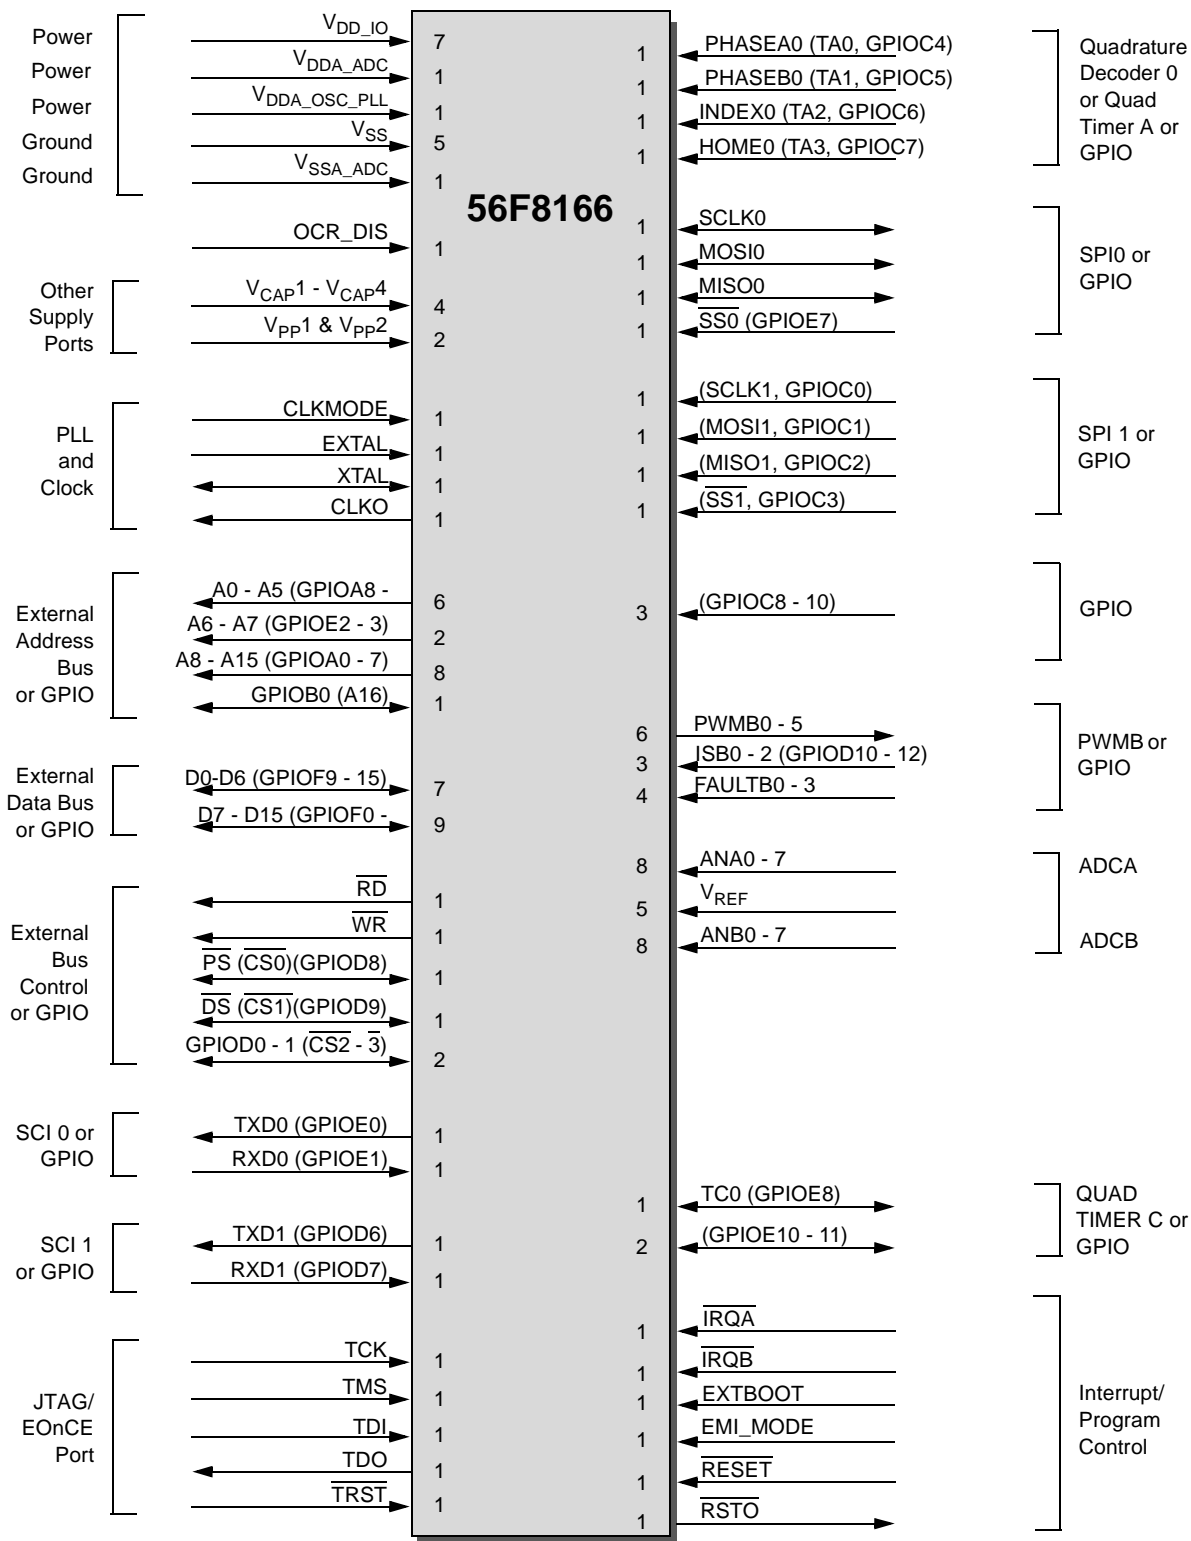 56F8166
Power
V DD_IO
7
Power
V DDA_ADC
1
Power
V DDA_OSC_PLL
1
Ground
V SS
5
Ground
V SSA_ADC
1
OCR_DIS
1
Other
Supply
Ports
V CAP1 - V CAP4
4
V PP1 & V PP2
2
PLL
and
Clock
CLKMODE
1
EXTAL
1
XTAL
1
CLKO
1
External
Address
Bus
or GPIO
A0 - A5 (GPIOA8 -
6
A6 - A7 (GPIOE2 - 3)
2
A8 - A15 (GPIOA0 - 7)
8
GPIOB0 (A16)
1
External
Data Bus
or GPIO
D0-D6 (GPIOF9 - 15)
7
D7 - D15 (GPIOF0 -
9
External
Bus
Control
or GPIO
RD
1
WR
1
PS (CS0)(GPIOD8)
1
DS (CS1)(GPIOD9)
1
GPIOD0 - 1 (CS2 - 3)
2
SCI 0 or
GPIO
TXD0 (GPIOE0)
1
RXD0 (GPIOE1)
1
SCI 1
or GPIO
TXD1 (GPIOD6)
1
RXD1 (GPIOD7)
1
JTAG/
EOnCE
Port
TCK
1
TMS
1
TDI
1
TDO
1
TRST
1
1
PHASEA0 (TA0, GPIOC4)
1
PHASEB0 (TA1, GPIOC5)
1
INDEX0 (TA2, GPIOC6)
1
HOME0 (TA3, GPIOC7)
Quadrature
Decoder 0
or Quad
Timer A or
GPIO
1
SCLK0
1
MOSI0
1
MISO0
1
SS0 (GPIOE7)
SPI0 or
GPIO
1
(SCLK1, GPIOC0)
1
(MOSI1, GPIOC1)
1
(MISO1, GPIOC2)
1
(SS1, GPIOC3)
SPI 1 or
GPIO
3
(GPIOC8 - 10)
GPIO
6
PWMB0 - 5
3
ISB0 - 2 (GPIOD10 - 12)
4
FAULTB0 - 3
PWMB or
GPIO
8
ANA0 - 7
ADCA
5
V REF
8
ANB0 - 7
ADCB
1
TC0 (GPIOE8)
2
(GPIOE10 - 11)
QUAD
TIMER C or
GPIO
1
IRQA
1
IRQB
1
EXTBOOT
1
EMI_MODE
1
RESET
1
RSTO
Interrupt/
Program
Control